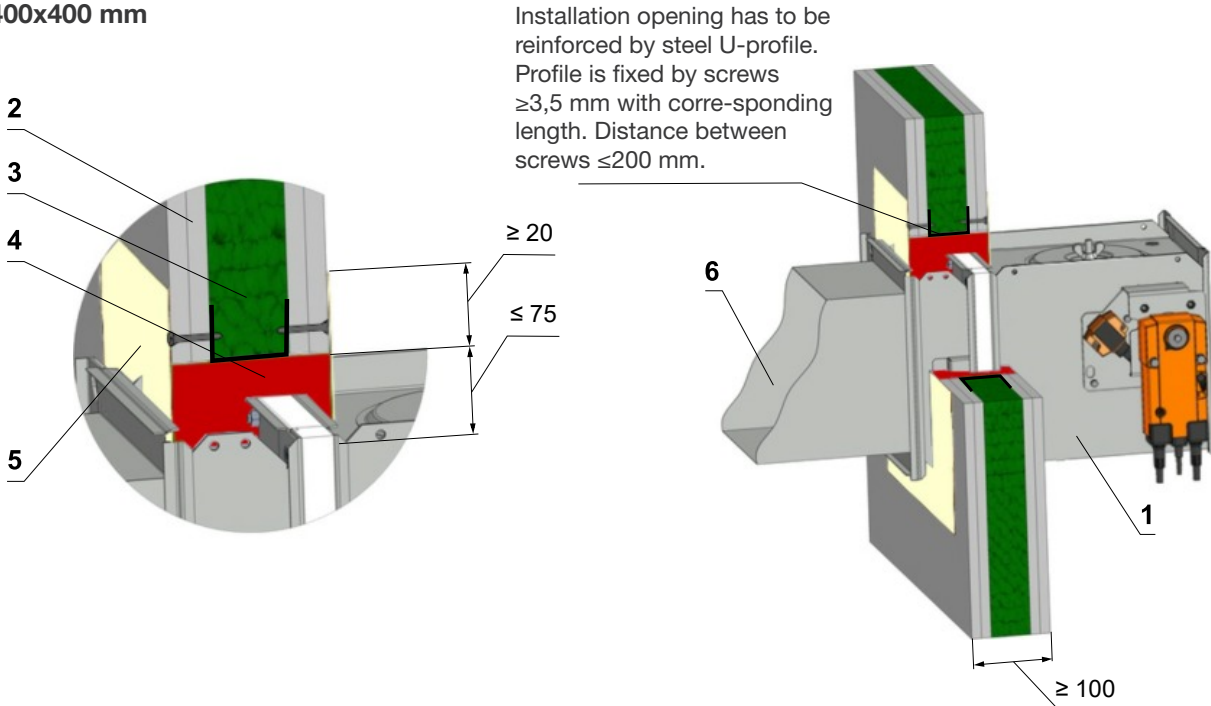 400x400 mm
Installation opening has to be
reinforced by steel U-profile.
Profile is fixed by screws
≥3,5 mm with corre-sponding
length. Distance between
screws ≤200 mm.
2
3
4
5
≥ 20
≤ 75
6
1
≥ 100